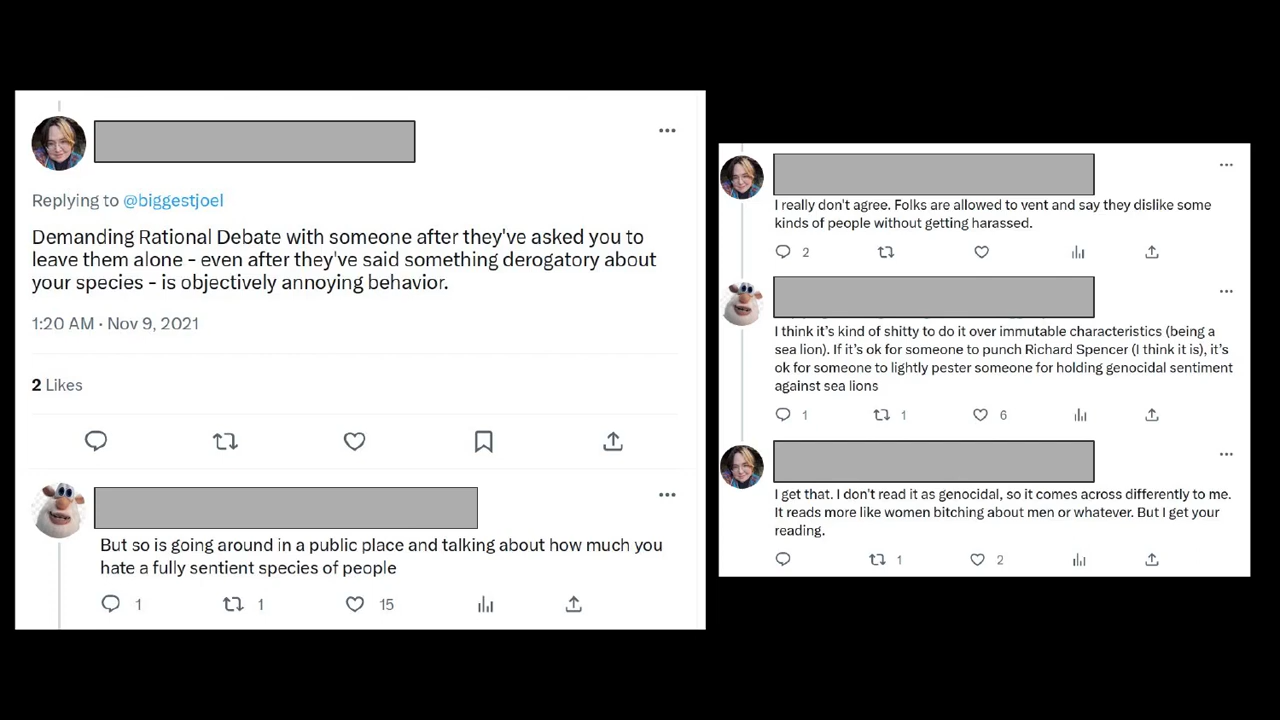 Replying to @biggestjoel
Demanding Rational Debate with someone after they've asked you to
leave them alone - even after they've said something derogatory about
your species - is objectively annoying behavior.
1:20 AM · Nov 9, 2021
2 Likes
But so is going around in a public place and talking about how much you
hate a fully sentient species of people
1 1 15
I really don't agree. Folks are allowed to vent and say they dislike some
kinds of people without getting harassed.
2
I think it’s kind of shitty to do it over immutable characteristics (being a
sea lion). If it’s ok for someone to punch Richard Spencer (I think it is), it’s
ok for someone to lightly pester someone for holding genocidal sentiment
against sea lions
1 1 6
I get that. I don't read it as genocidal, so it comes across differently to me.
It reads more like women bitching about men or whatever. But I get your
reading.
1 2